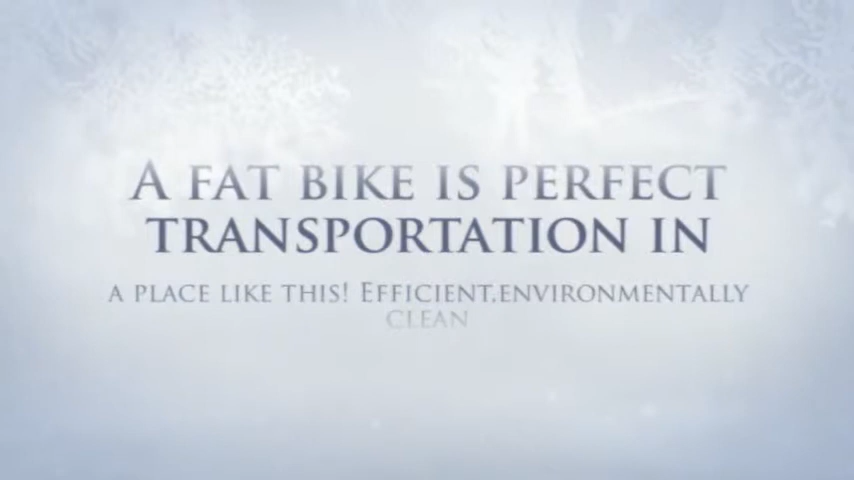 A FAT BIKE IS PERFECT
TRANSPORTATION IN
A PLACE LIKE THIS! EFFICIENT,ENVIRONMENTALLY
CLEAN